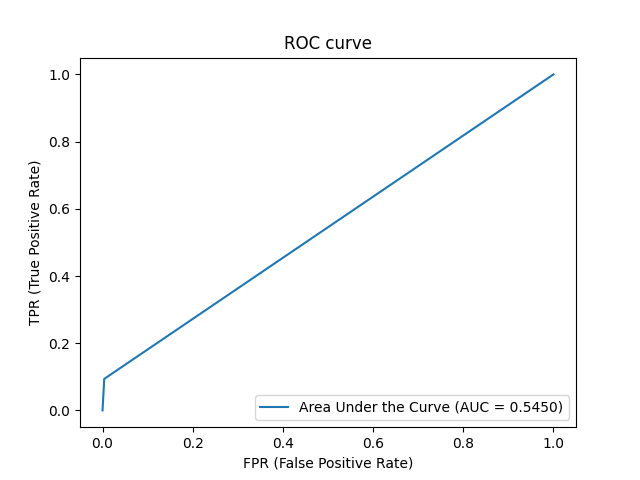 ROC curve
1.0
0.8
0.6
0.4
0.2
0.0
TPR (True Positive Rate)
Area Under the Curve (AUC = 0.5450)
0.0 0.2 0.4 0.6 0.8 1.0
FPR (False Positive Rate)